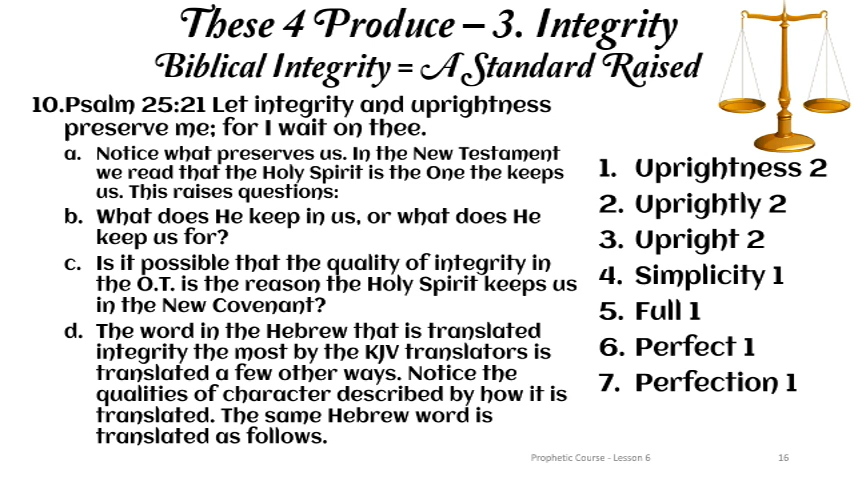 These 4 Produce – 3. Integrity
Biblical Integrity = A Standard Raised
10.Psalm 25:21 Let integrity and uprightness
preserve me; for I wait on thee.
a. Notice what preserves us. In the New Testament
we read that the Holy Spirit is the One the keeps
us. This raises questions:
b. What does He keep in us, or what does He
keep us for?
c. Is it possible that the quality of integrity in
the O.T. is the reason the Holy Spirit keeps us
in the New Covenant?
d. The word in the Hebrew that is translated
integrity the most by the KJV translators is
translated a few other ways. Notice the
qualities of character described by how it is
translated. The same Hebrew word is
translated as follows.
1. Uprightness 2
2. Uprightly 2
3. Upright 2
4. Simplicity 1
5. Full 1
6. Perfect 1
7. Perfection 1
Prophetic Course - Lesson 6
16